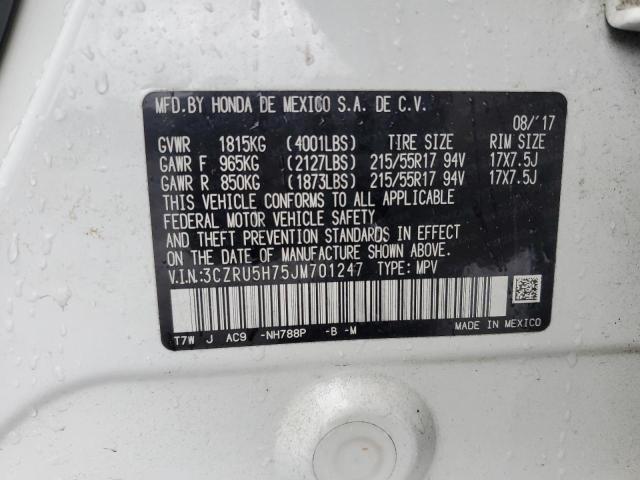 MFD.BY HONDA DE MEXICO S.A. DE C.V.
08/'17
GVWR 1815KG (4001LBS) TIRE SIZE RIM SIZE
GAWR F 965KG (2127LBS) 215/55R17 94V 17X7.5J
GAWR R 850KG (1873LBS) 215/55R17 94V 17X7.5J
THIS VEHICLE CONFORMS TO ALL APPLICABLE
FEDERAL MOTOR VEHICLE SAFETY
AND THEFT PREVENTION STANDARDS IN EFFECT
ON THE DATE OF MANUFACTURE SHOWN ABOVE.
V.I.N.:3CZRU5H75JM701247 TYPE: MPV
T7W J AC9 -NH788P -B -M MADE IN MEXICO